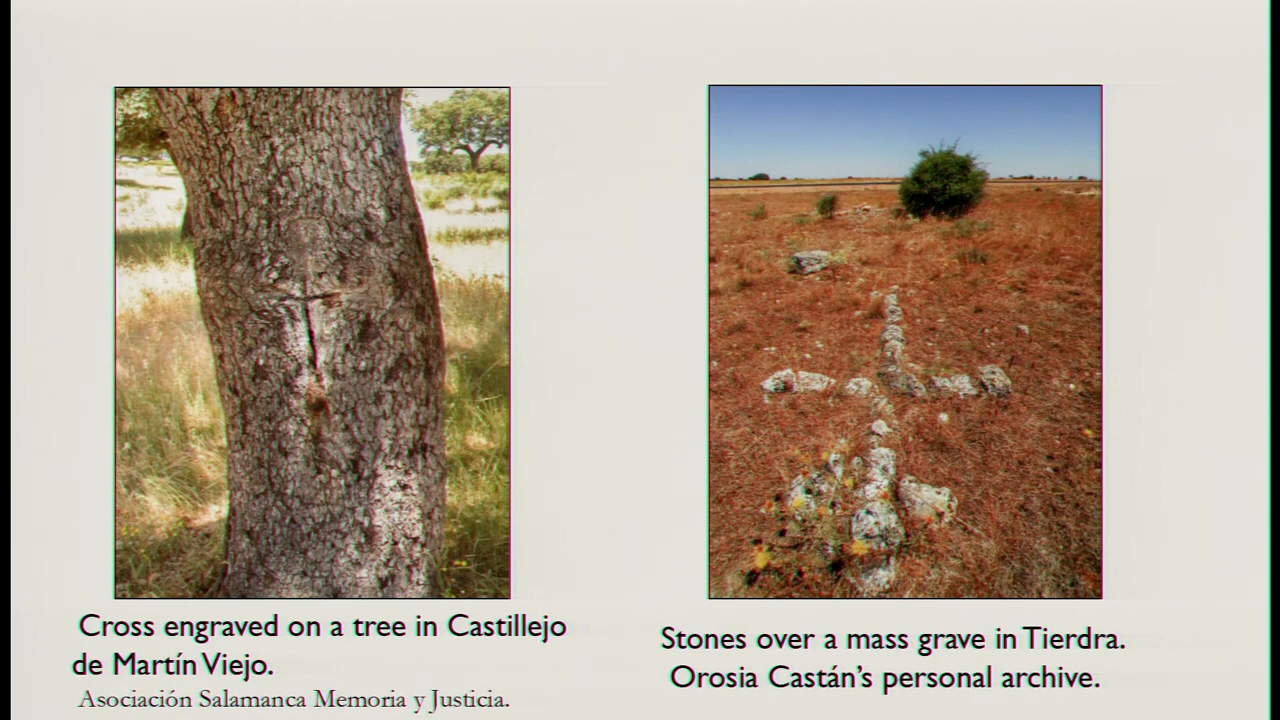 Cross engraved on a tree in Castillejo
de Martín Viejo.
Asociación Salamanca Memoria y Justicia.
Stones over a mass grave in Tierdra.
Orosia Castán's personal archive.